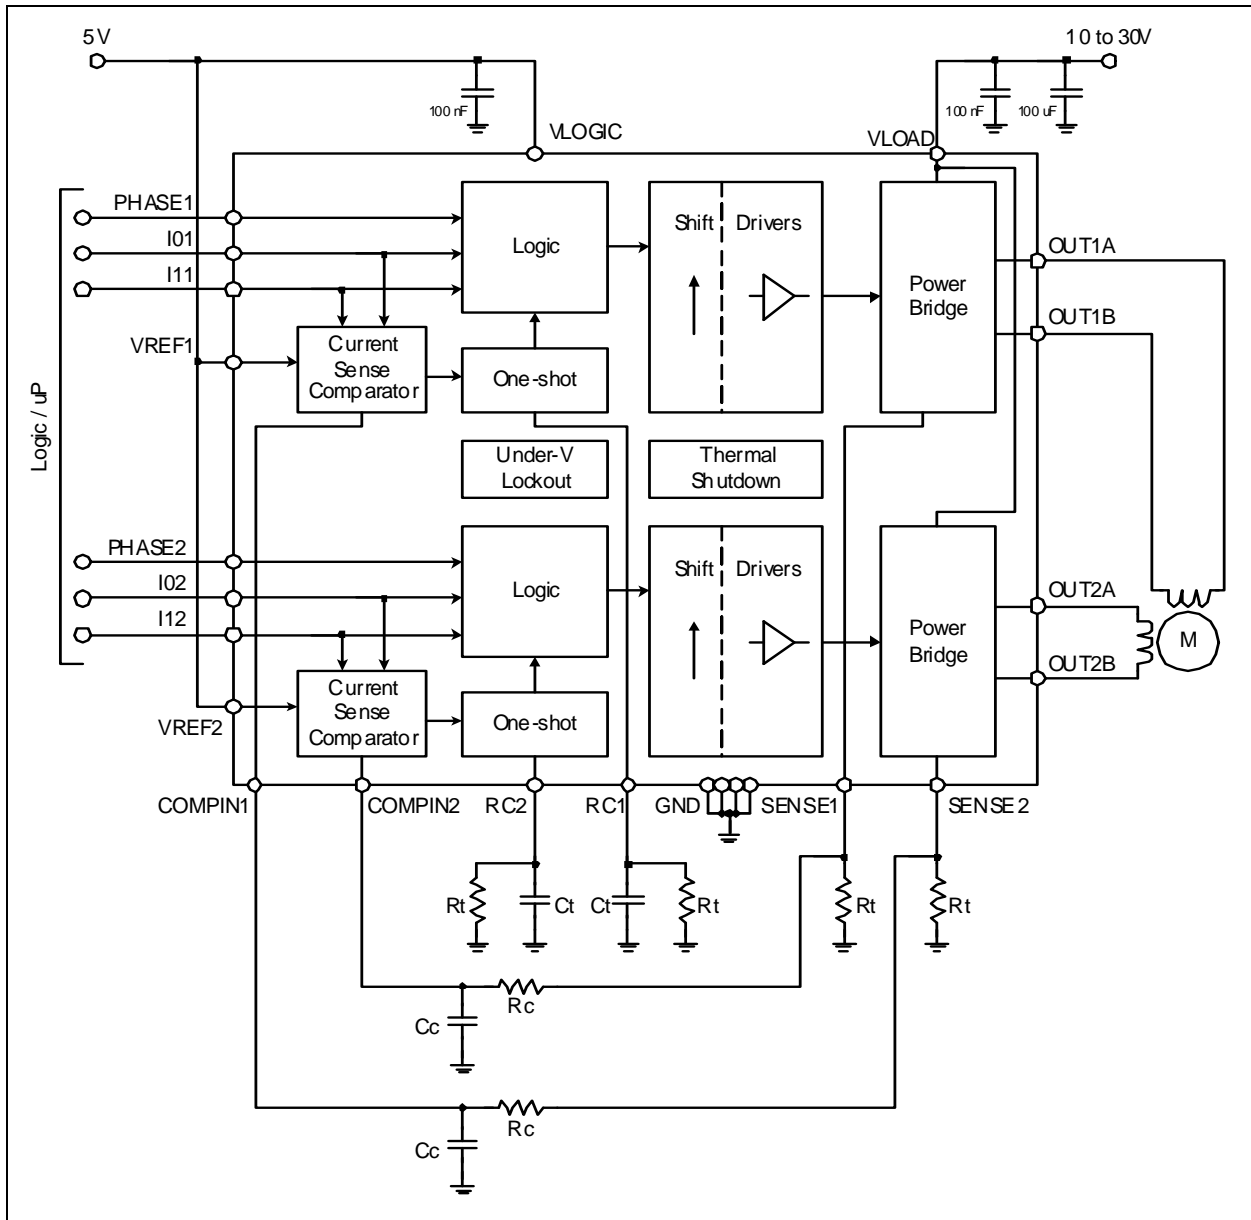 5V
10 to 30V
100 nF
100 nF
100 uF
VLOGIC
VLOAD
PHASE1
I01
I11
VREF1
Logic
Shift
Drivers
Power
Bridge
OUT1A
OUT1B
Current
Sense
Comparator
One-shot
Logic / uP
Under-V
Lockout
Thermal
Shutdown
PHASE2
I02
I12
VREF2
Logic
Shift
Drivers
Power
Bridge
OUT2A
OUT2B
M
Current
Sense
Comparator
One-shot
COMPIN1
COMPIN2
RC2
RC1
GND
SENSE1
SENSE2
Rt
Ct
Ct
Rt
Rt
Rt
Rc
Cc
Rc
Cc